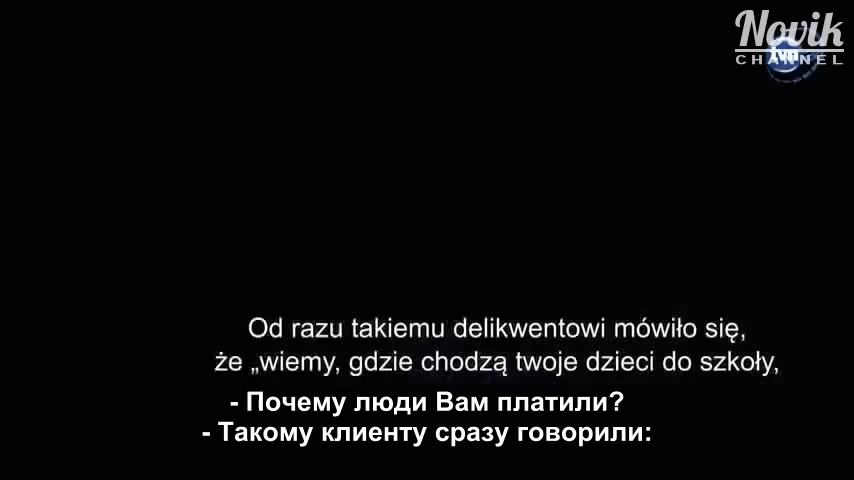 Novik
CHANNEL
tvn
Od razu takiemu delikwentowi mówiło się,
że „wiemy, gdzie chodzą twoje dzieci do szkoły,
- Почему люди Вам платили?
- Такому клиенту сразу говорили: